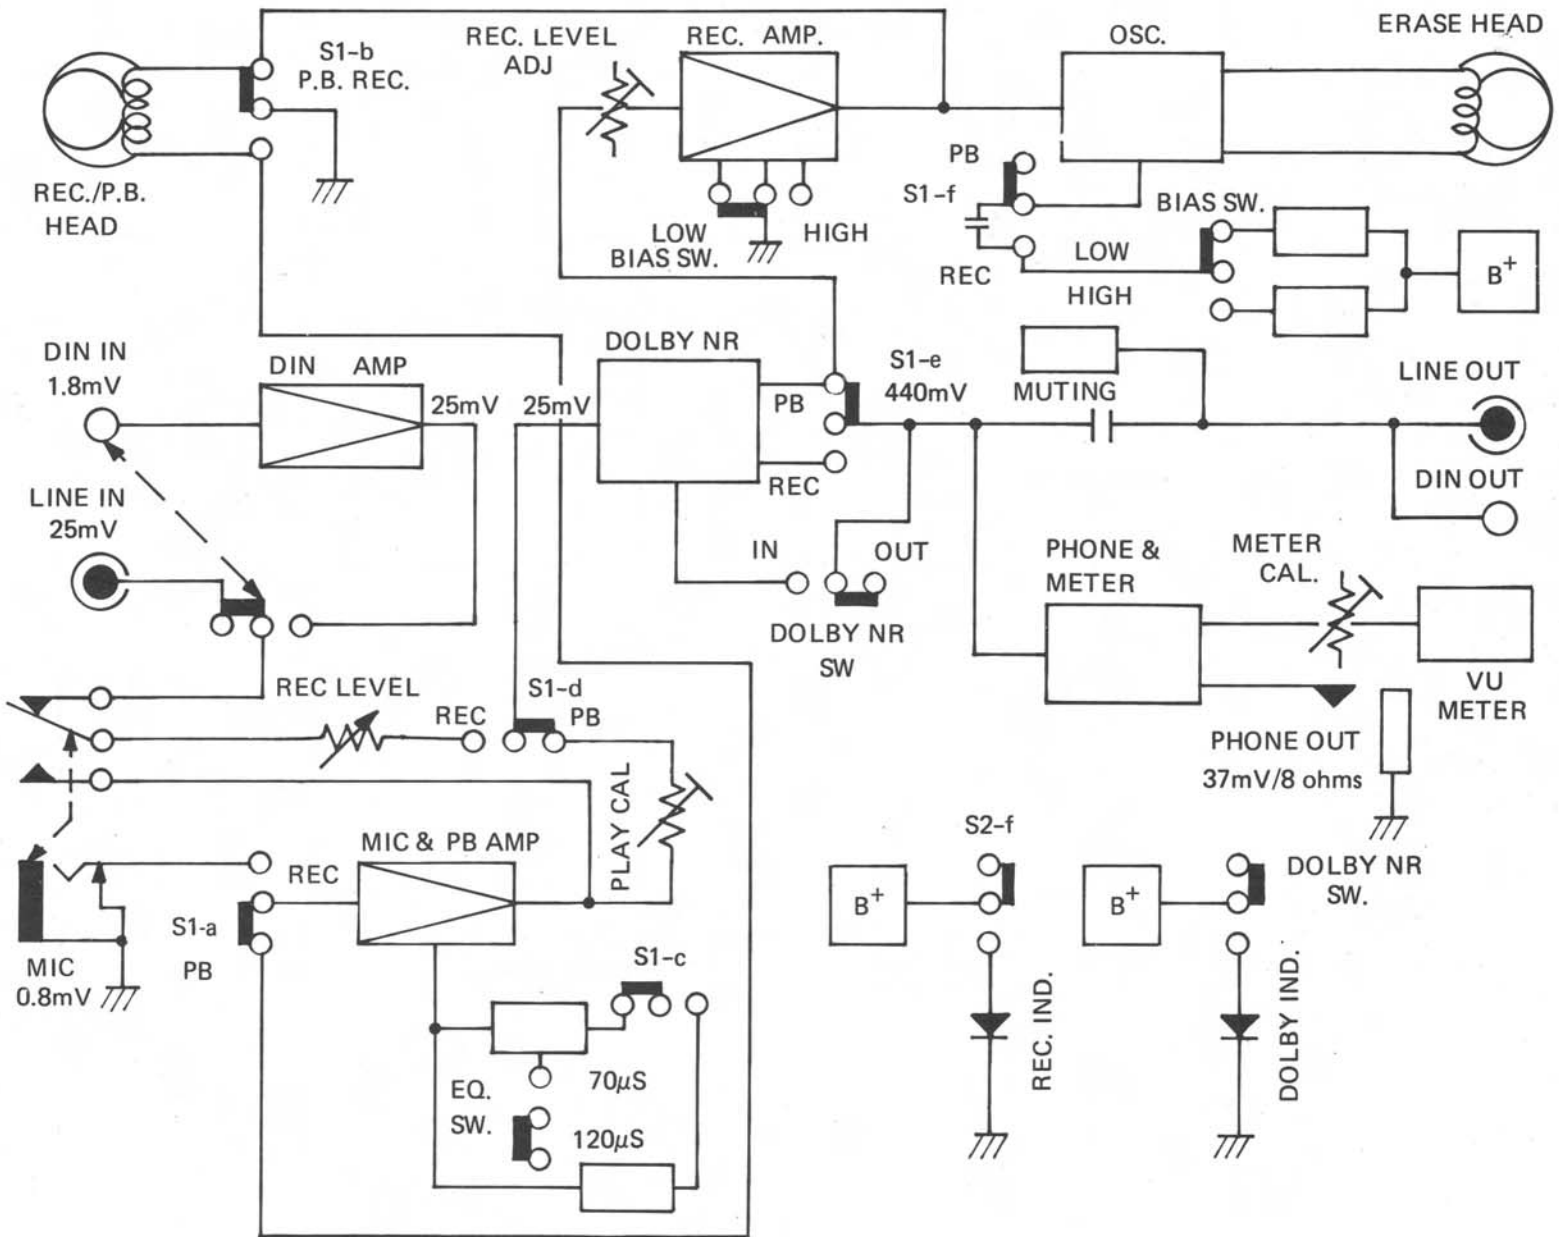 S1-b
P.B. REC.
REC./P.B.
HEAD
REC. LEVEL
ADJ
REC. AMP.
LOW
HIGH
BIAS SW.
OSC.
ERASE HEAD
PB
S1-f
REC
BIAS SW.
LOW
HIGH
B+
DIN IN
1.8mV
DIN AMP
25mV
25mV
DOLBY NR
PB
REC
S1-e
440mV
MUTING
LINE OUT
DIN OUT
LINE IN
25mV
IN
OUT
DOLBY NR
SW
PHONE &
METER
METER
CAL.
VU
METER
PHONE OUT
37mV/8 ohms
REC LEVEL
REC
S1-d
PB
PLAY CAL
MIC & PB AMP
REC
S1-a
PB
MIC
0.8mV
S1-c
70µS
EQ.
SW.
120µS
S2-f
B+
REC. IND.
B+
DOLBY NR
SW.
DOLBY IND.